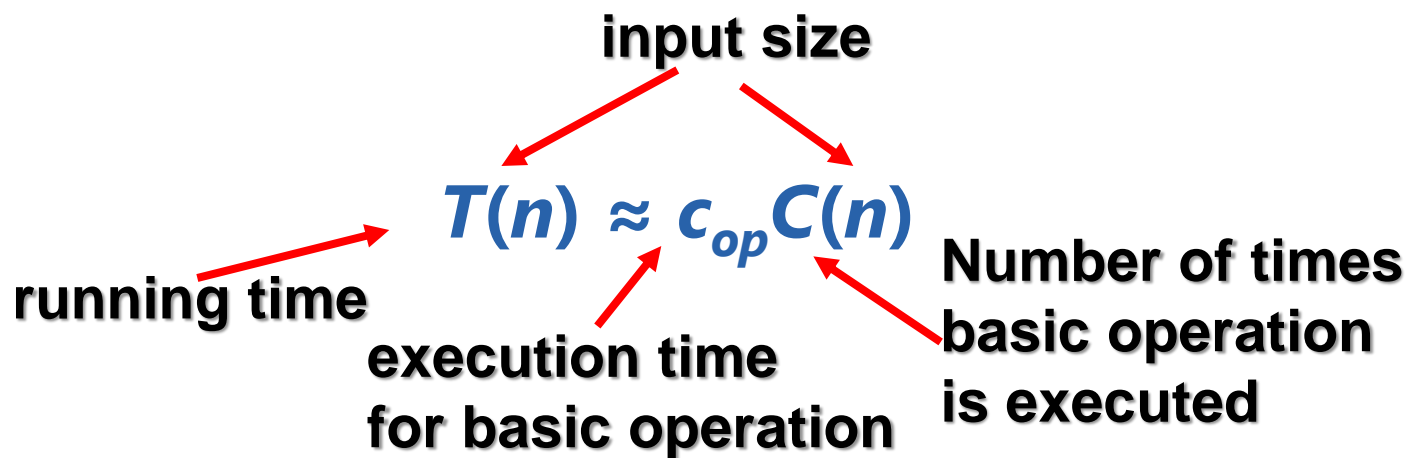 input size
T(n) ≈ c_op C(n)
running time
execution time
for basic operation
Number of times
basic operation
is executed